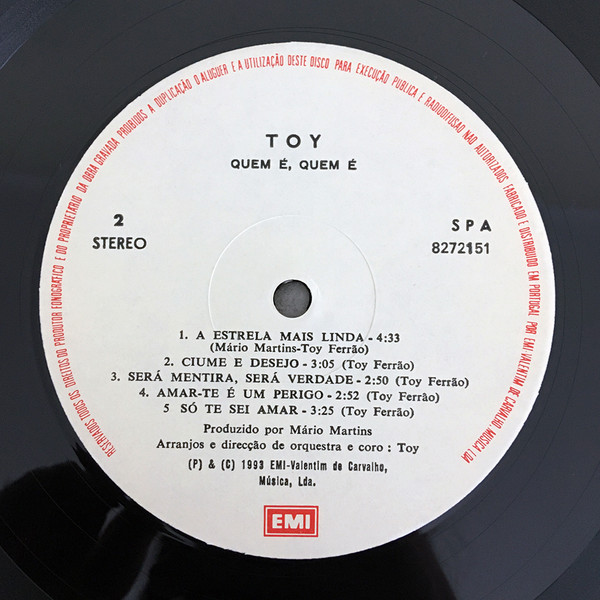 RESERVADOS TODOS OS DIREITOS DO PRODUTOR FONOGRÁFICO E DO PROPRIETÁRIO DA OBRA GRAVADA PROIBIDOS A DUPLICAÇÃO O ALUGUER E A UTILIZAÇÃO DESTE DISCO PARA EXECUÇÃO PUBLICA E RADIODIFUSÃO NÃO AUTORIZADOS FABRICADO E DISTRIBUIDO EM PORTUGAL POR EMI-VALENTIM DE CARVALHO MÚSICA LDA
TOY
QUEM É, QUEM É
2
STEREO
SPA
8272151
1. A ESTRELA MAIS LINDA - 4:33
(Mário Martins-Toy Ferrão)
2. CIUME E DESEJO - 3:05 (Toy Ferrão)
3. SERÁ MENTIRA, SERÁ VERDADE - 2:50 (Toy Ferrão)
4. AMAR-TE É UM PERIGO - 2:52 (Toy Ferrão)
5 SÓ TE SEI AMAR - 3:25 (Toy Ferrão)
Produzido por Mário Martins
Arranjos e direcção de orquestra e coro : Toy
(P) & (C) 1993 EMI-Valentim de Carvalho,
Música, Lda.
EMI